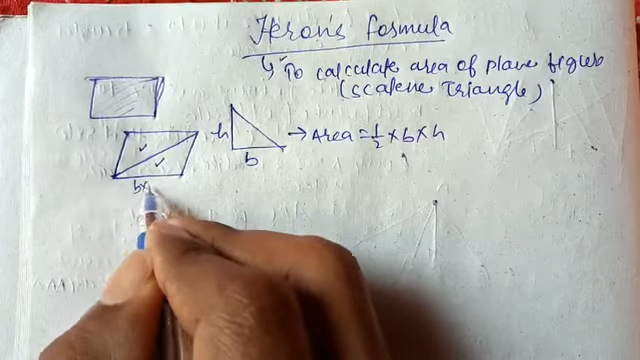 Heron's formula
↳ To calculate area of plane figures
(scalene Triangle)
h
b
→ Area = 1/2 × b × h
b×